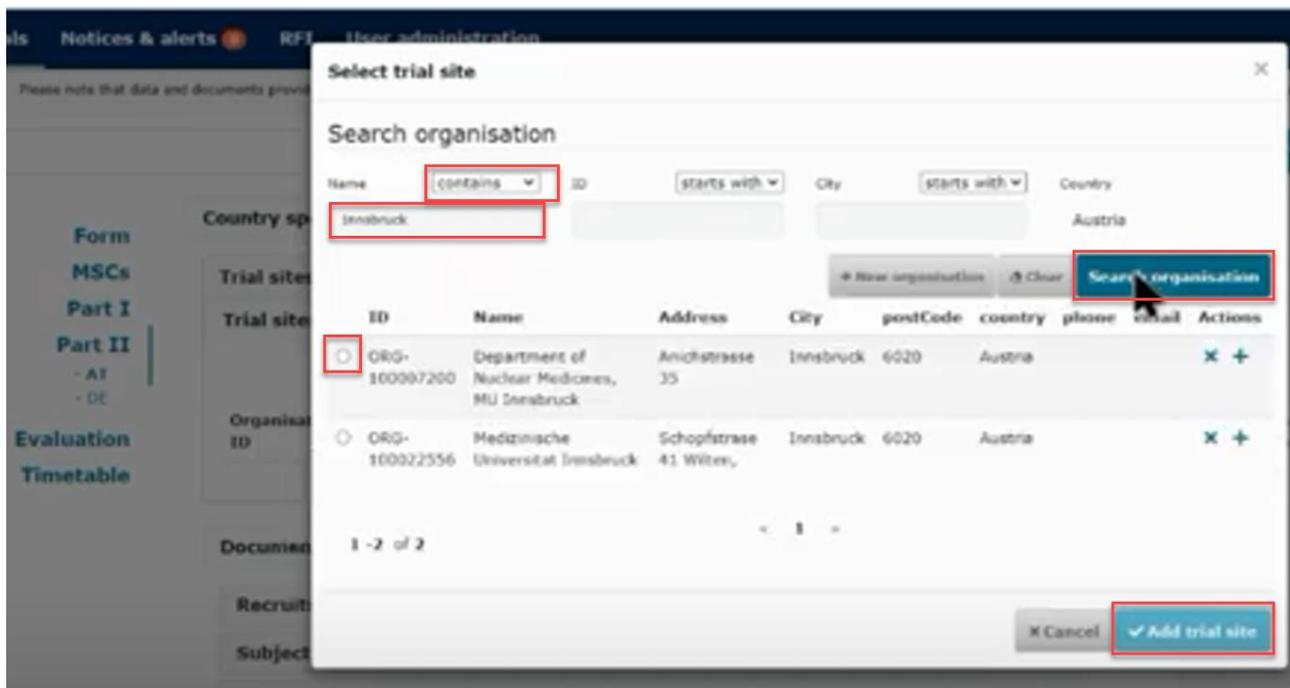 als Notices & alerts RFI User administration
Please note that data and documents provid
Select trial site
×
Search organisation
Name contains ID starts with City starts with Country
Innsbruck Austria
+ New organisation Clear Search organisation
ID Name Address City postCode country phone email Actions
ORG-100007200 Department of Nuclear Medicines, MU Innsbruck Anichstrasse 35 Innsbruck 6020 Austria
ORG-100022556 Medizinische Universitat Innsbruck Schopfstrase 41 Wilten, Innsbruck 6020 Austria
1
1 -2 of 2
Cancel Add trial site
Form
MSCs
Part I
Part II
- AT
- DE
Evaluation
Timetable
Country sp
Trial sites
Trial site
Organisat
ID
Documen
Recruit
Subject